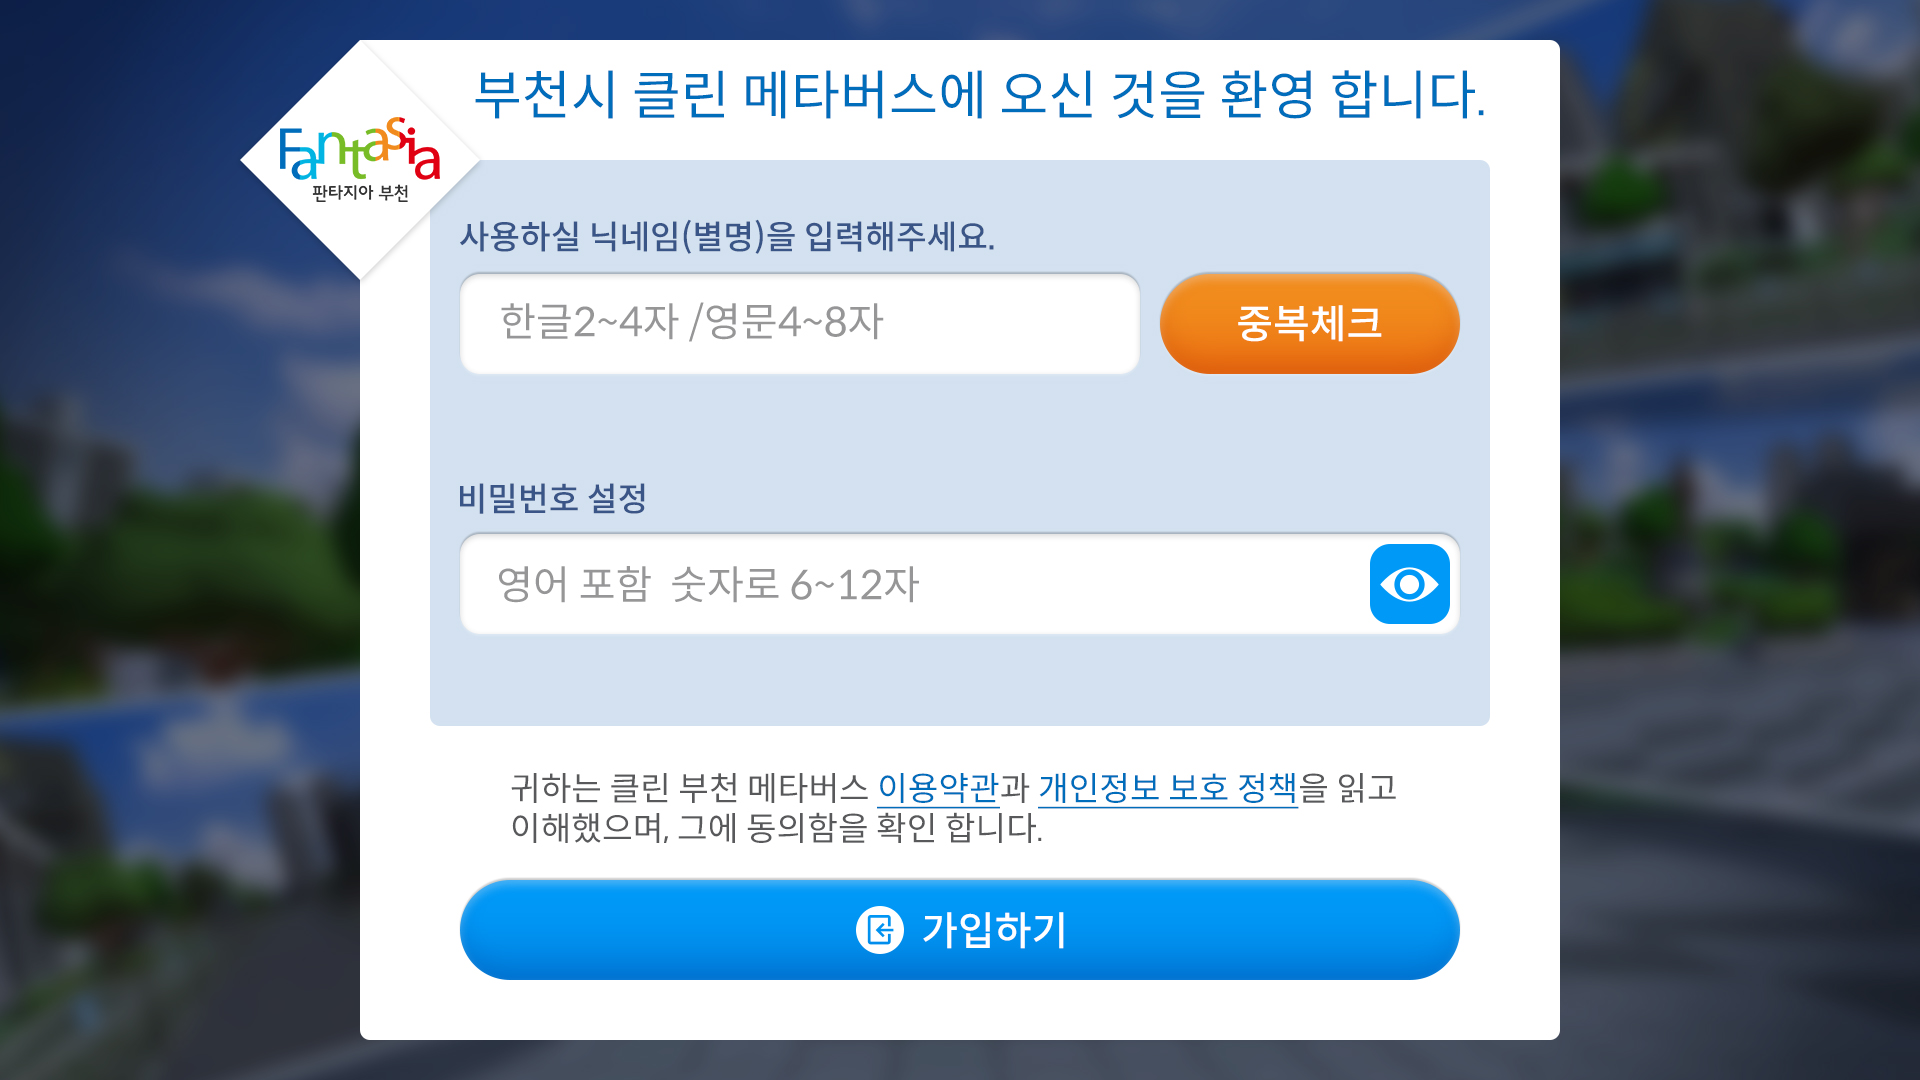 부천시 클린 메타버스에 오신 것을 환영 합니다.
Fantasia
판타지아 부천
사용하실 닉네임(별명)을 입력해주세요.
한글2~4자 /영문4~8자
중복체크
비밀번호 설정
영어 포함 숫자로 6~12자
귀하는 클린 부천 메타버스 이용약관과 개인정보 보호 정책을 읽고
이해했으며, 그에 동의함을 확인 합니다.
가입하기